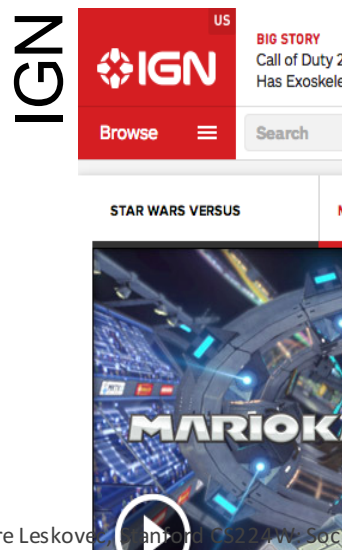 IGN
US
IGN
BIG STORY
Call of Duty 2
Has Exoskele
Browse
Search
STAR WARS VERSUS
MARIOK
re Leskovec, Stanford CS224W: Soc